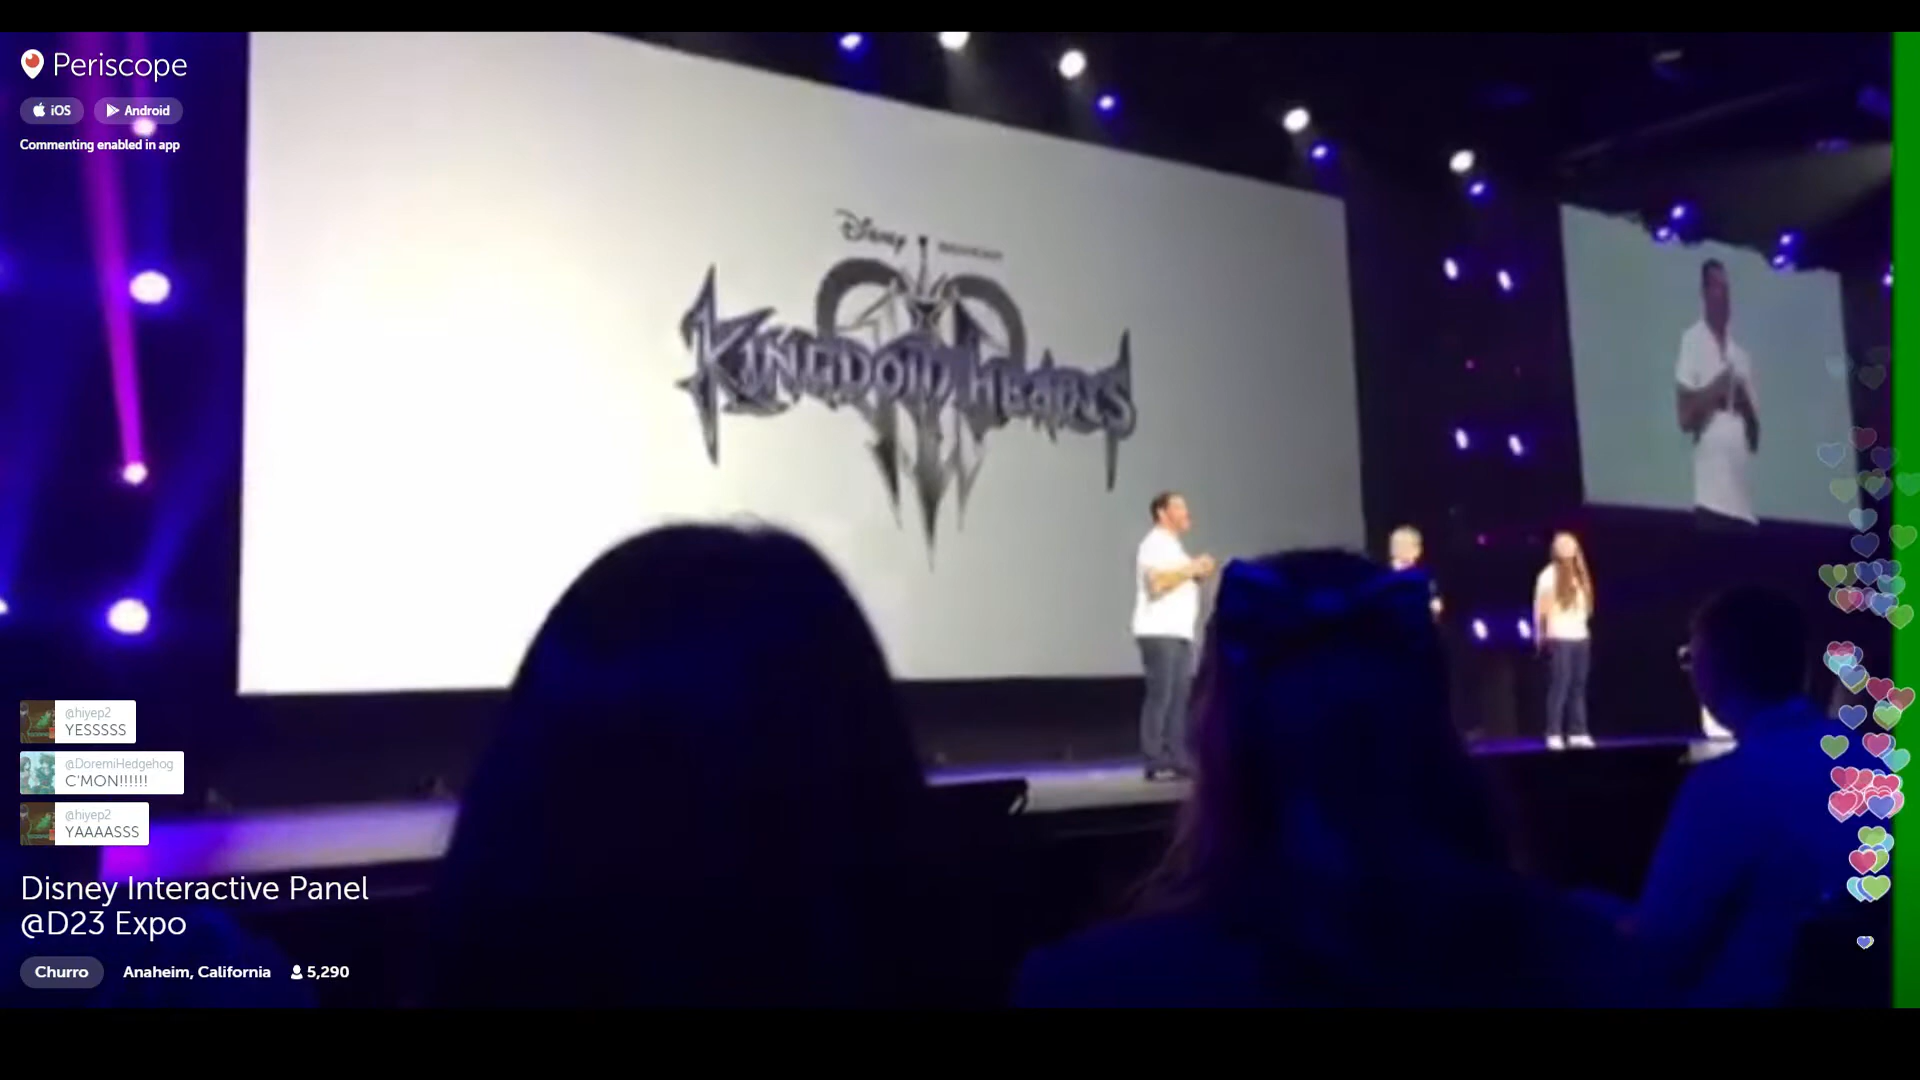 Periscope
iOS
Android
Commenting enabled in app
Disney
KINGDOM HEARTS
III
@hiyep2
YESSSSS
@DoremiHedgehog
C'MON!!!!!!
@hiyep2
YAAAASSS
Disney Interactive Panel
@D23 Expo
Churro
Anaheim, California
5,290